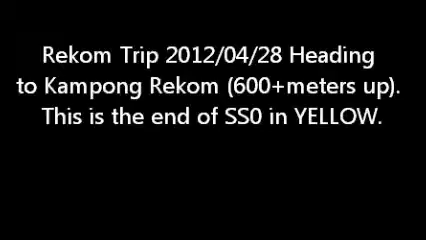 Rekom Trip 2012/04/28 Heading
to Kampong Rekom (600+meters up).
This is the end of SS0 in YELLOW.